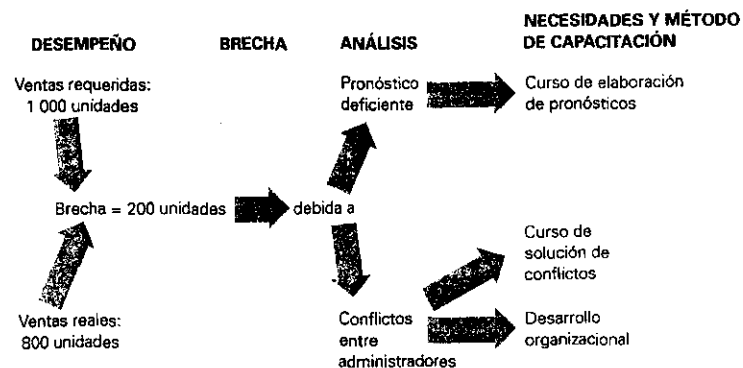 DESEMPEÑO
BRECHA
ANÁLISIS
NECESIDADES Y MÉTODO
DE CAPACITACIÓN
Ventas requeridas:
1 000 unidades
Pronóstico
deficiente
Curso de elaboración
de pronósticos
Brecha = 200 unidades
debida a
Curso de
solución de
conflictos
Ventas reales:
800 unidades
Conflictos
entre
administradores
Desarrollo
organizacional